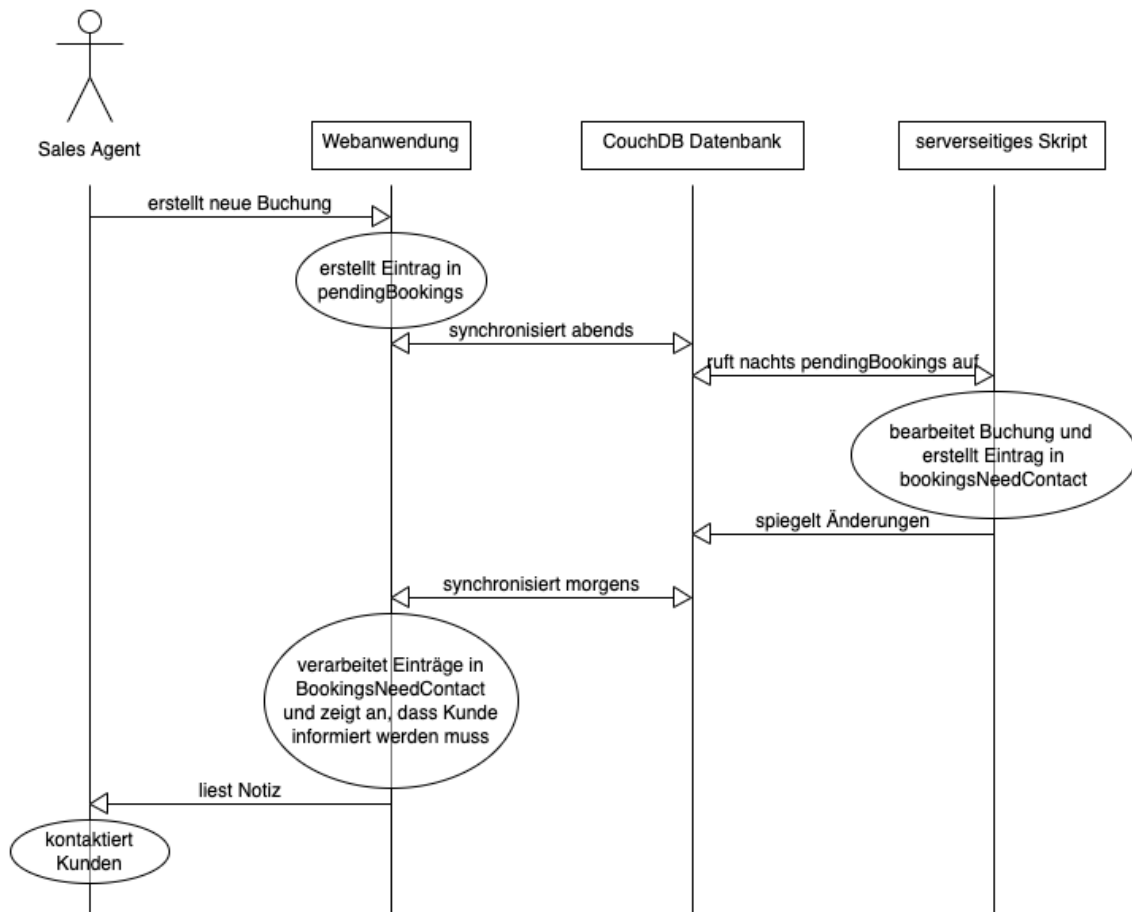 Sales Agent
Webanwendung
CouchDB Datenbank
serverseitiges Skript
erstellt neue Buchung
erstellt Eintrag in
pendingBookings
synchronisiert abends
ruft nachts pendingBookings auf
bearbeitet Buchung und
erstellt Eintrag in
bookingsNeedContact
spiegelt Änderungen
synchronisiert morgens
verarbeitet Einträge in
BookingsNeedContact
und zeigt an, dass Kunde
informiert werden muss
liest Notiz
kontaktiert
Kunden